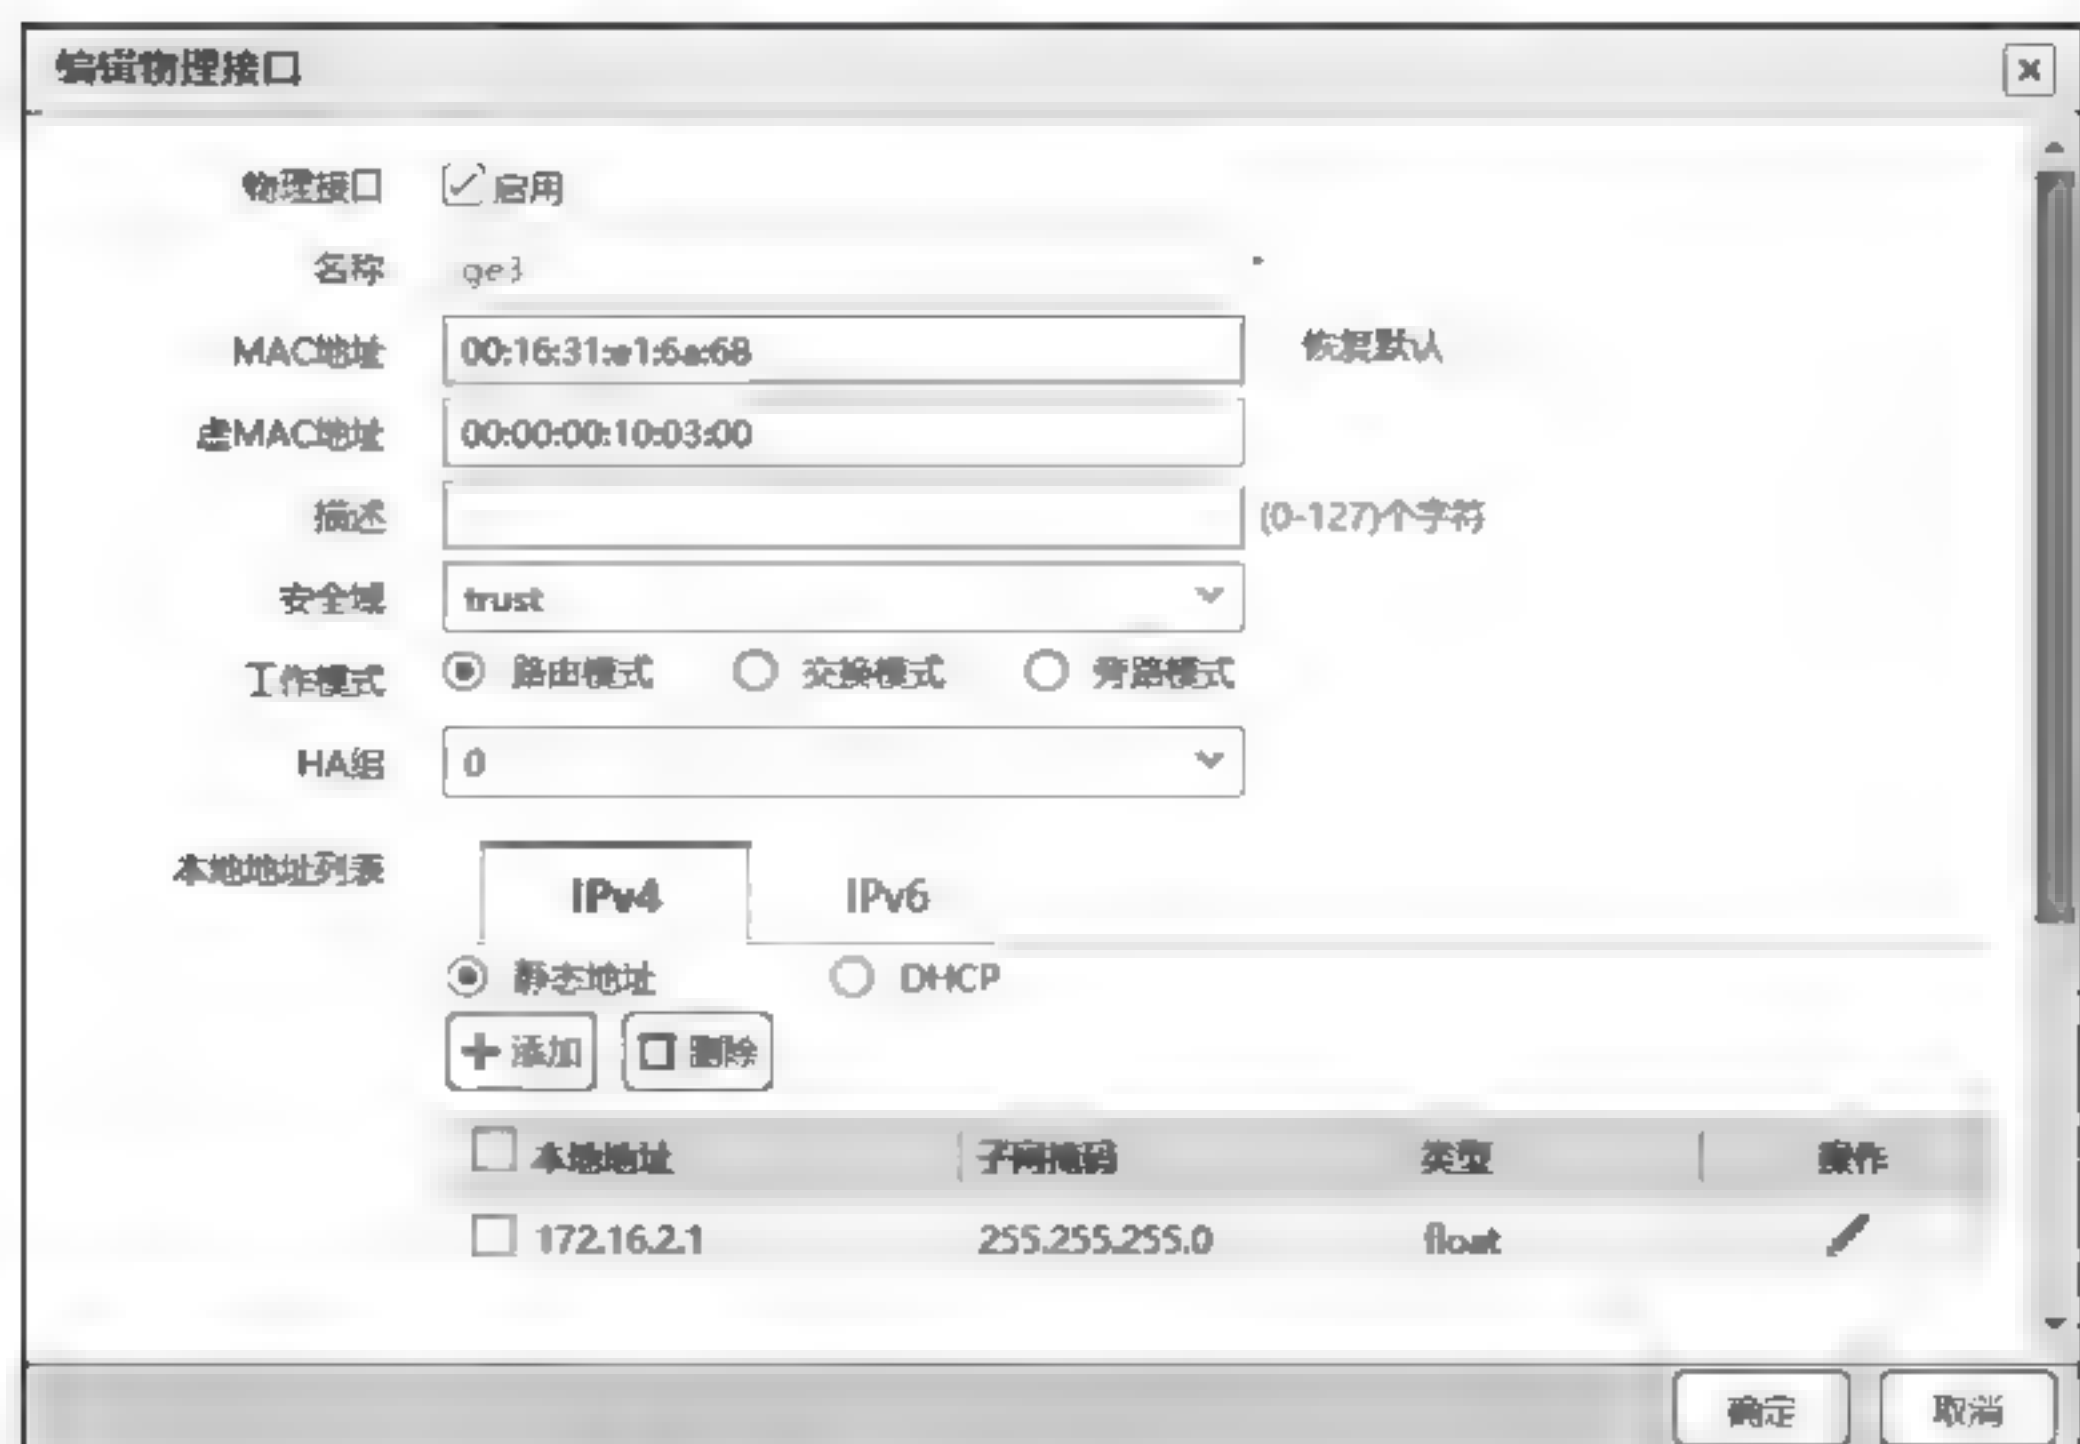 编辑物理接口
物理接口 启用
名称 *
MAC地址 00:16:31:e1:6a:68 恢复默认
虚MAC地址 00:00:00:10:03:00
描述 (0-127)个字符
安全域 trust
工作模式 路由模式 交换模式 旁路模式
HA组 0
本地地址列表 IPv4 IPv6
静态地址 DHCP
添加 删除
本地地址 子网掩码 类型 操作
172.16.2.1 255.255.255.0 float
确定 取消